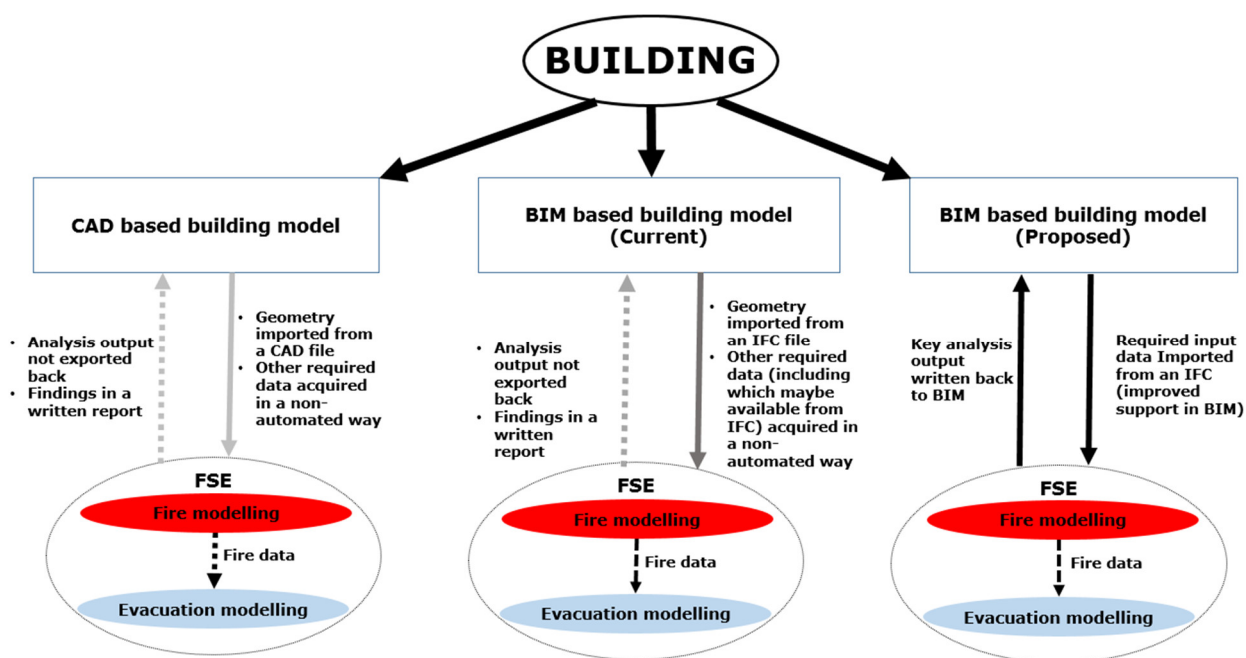 BUILDING
CAD based building model
• Analysis output
not exported
back
• Findings in a
written report
• Geometry
imported from
a CAD file
• Other required
data acquired
in a non-
automated way
FSE
Fire modelling
Fire data
Evacuation modelling
BIM based building model
(Current)
• Analysis
output not
exported
back
• Findings in a
written
report
• Geometry
imported from
an IFC file
• Other required
data (including
which maybe
available from
IFC) acquired in
a non-
automated way
FSE
Fire modelling
Fire data
Evacuation modelling
BIM based building model
(Proposed)
Key analysis
output
written back
to BIM
Required input
data Imported
from an IFC
(improved
support in BIM)
FSE
Fire modelling
Fire data
Evacuation modelling